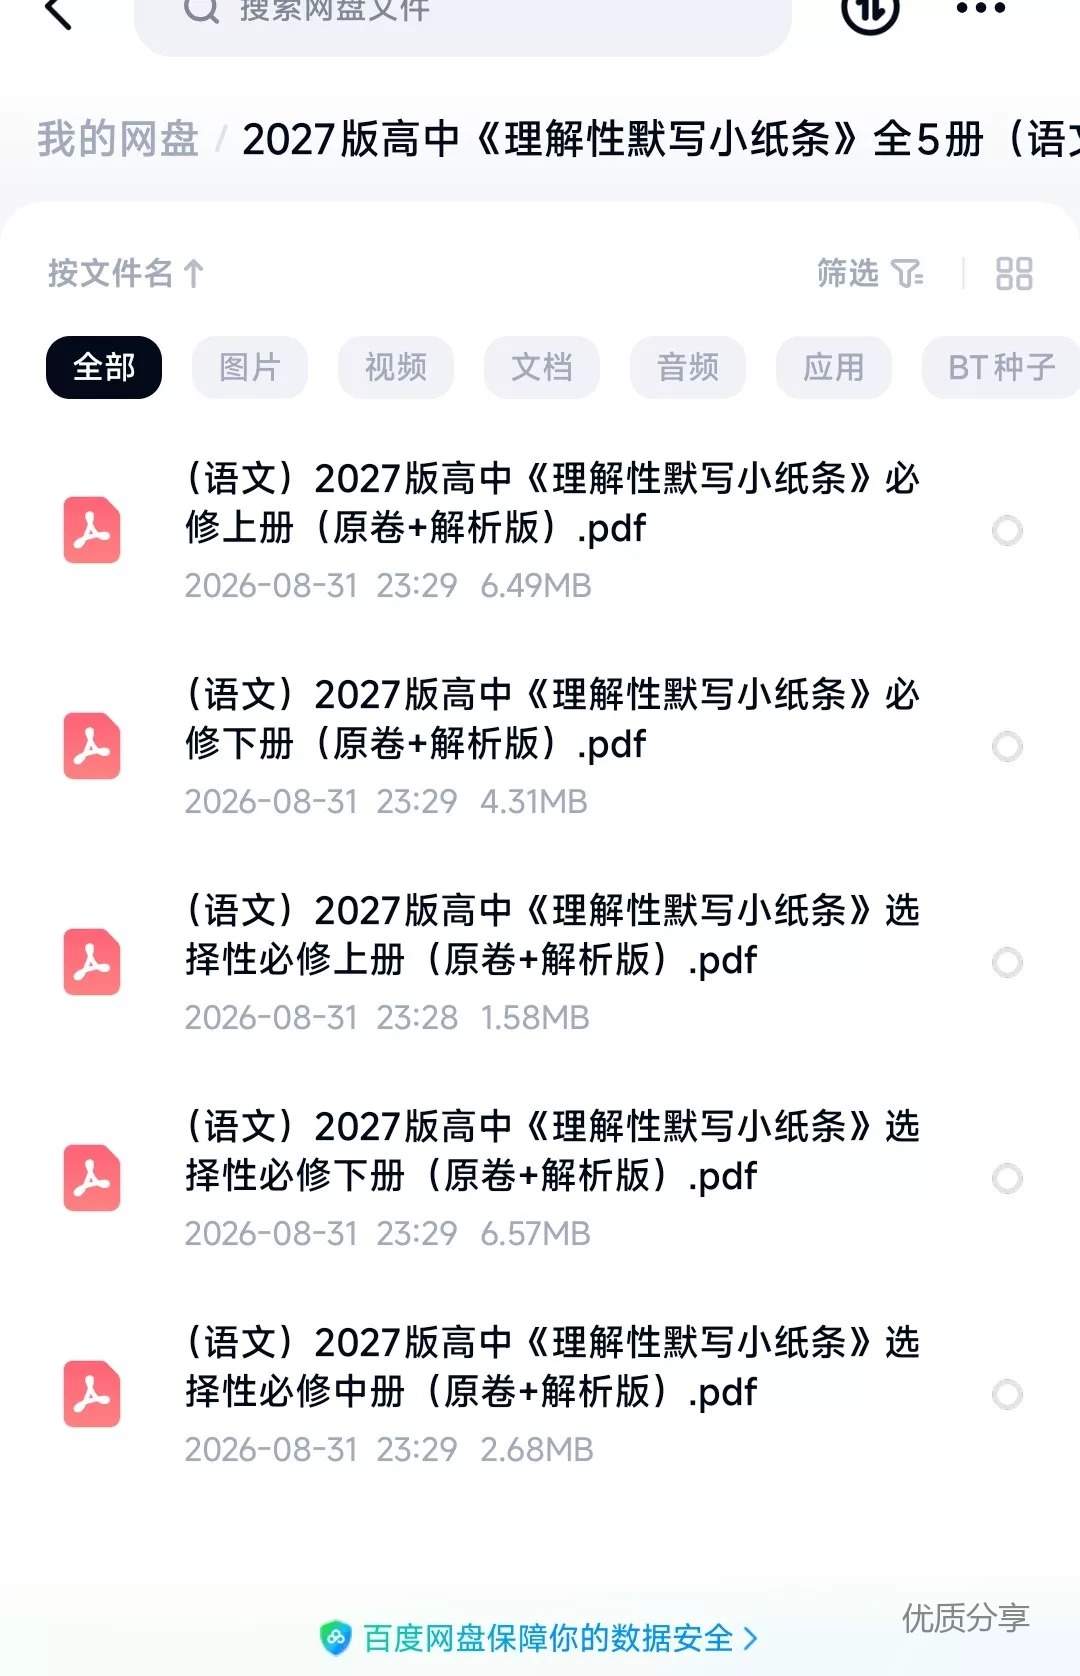 搜索网盘文件
我的网盘 / 2027版高中《理解性默写小纸条》全5册（语文
按文件名↑
筛选
全部 图片 视频 文档 音频 应用 BT种子
（语文）2027版高中《理解性默写小纸条》必
修上册（原卷+解析版）.pdf
2026-08-31 23:29 6.49MB
（语文）2027版高中《理解性默写小纸条》必
修下册（原卷+解析版）.pdf
2026-08-31 23:29 4.31MB
（语文）2027版高中《理解性默写小纸条》选
择性必修上册（原卷+解析版）.pdf
2026-08-31 23:28 1.58MB
（语文）2027版高中《理解性默写小纸条》选
择性必修下册（原卷+解析版）.pdf
2026-08-31 23:29 6.57MB
（语文）2027版高中《理解性默写小纸条》选
择性必修中册（原卷+解析版）.pdf
2026-08-31 23:29 2.68MB
优质分享
百度网盘保障你的数据安全